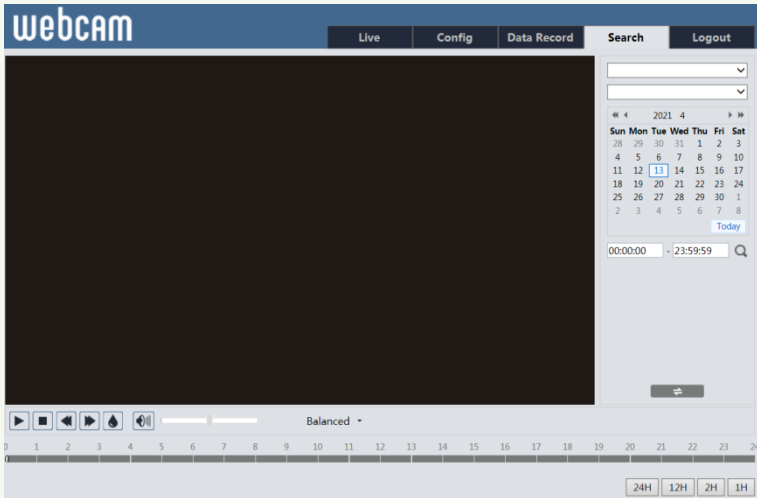 webcam
Live Config Data Record Search Logout
2021 4
Sun Mon Tue Wed Thu Fri Sat
28 29 30 31 1 2 3
4 5 6 7 8 9 10
11 12 13 14 15 16 17
18 19 20 21 22 23 24
25 26 27 28 29 30 1
2 3 4 5 6 7 8
Today
00:00:00 - 23:59:59
Balanced
0 1 2 3 4 5 6 7 8 9 10 11 12 13 14 15 16 17 18 19 20 21 22 23 24
24H 12H 2H 1H